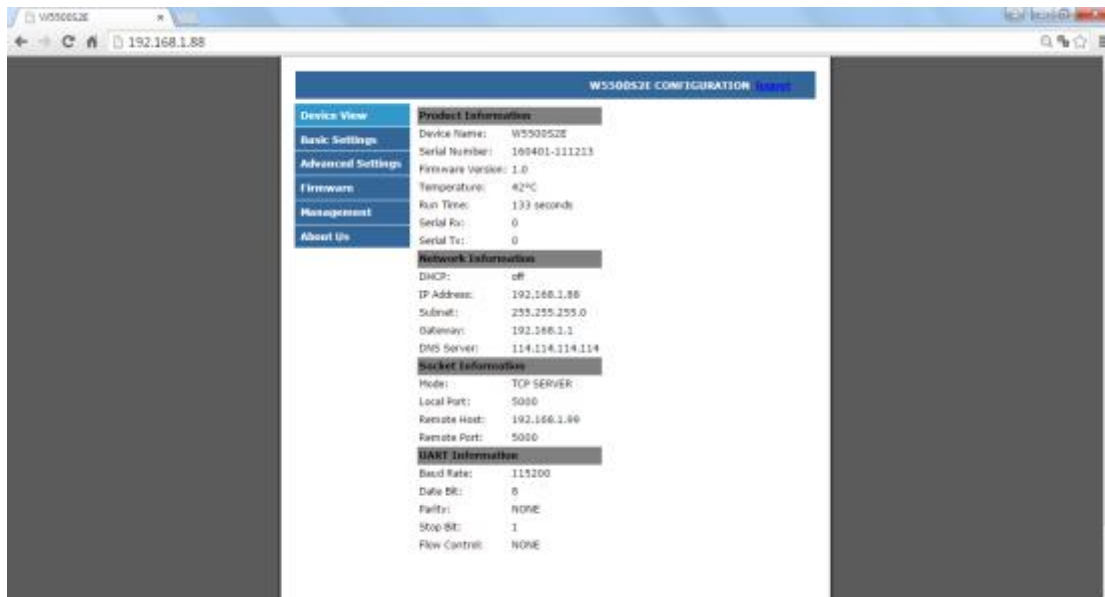 W5500S2E
192.168.1.88
W5500S2E CONFIGURATION logout
Device View
Basic Settings
Advanced Settings
Firmware
Management
About Us
Product Information
Device Name: W5500S2E
Serial Number: 160401-111213
Firmware Version: 1.0
Temperature: 42°C
Run Time: 133 seconds
Serial Rx: 0
Serial Tx: 0
Network Information
DHCP: off
IP Address: 192.168.1.88
Subnet: 255.255.255.0
Gateway: 192.168.1.1
DNS Server: 114.114.114.114
Socket Information
Mode: TCP SERVER
Local Port: 5000
Remote Host: 192.168.1.99
Remote Port: 5000
UART Information
Baud Rate: 115200
Date Bit: 8
Parity: NONE
Stop Bit: 1
Flow Control: NONE